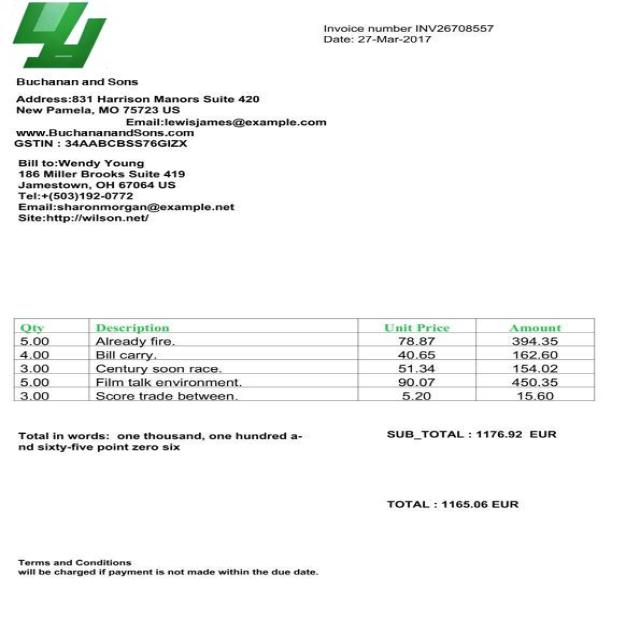 Invoice number INV26708557
Date: 27-Mar-2017
Buchanan and Sons
Address:831 Harrison Manors Suite 420
New Pamela, MO 75723 US
Email:lewisjames@example.com
www.BuchananandSons.com
GSTIN : 34AABCBSS76GIZX
Bill to:Wendy Young
186 Miller Brooks Suite 419
Jamestown, OH 67064 US
Tel:+(503)192-0772
Email:sharonmorgan@example.net
Site:http://wilson.net/
Qty Description Unit Price Amount
5.00 Already fire. 78.87 394.35
4.00 Bill carry. 40.65 162.60
3.00 Century soon race. 51.34 154.02
5.00 Film talk environment. 90.07 450.35
3.00 Score trade between. 5.20 15.60
Total in words: one thousand, one hundred a-
nd sixty-five point zero six
SUB_TOTAL : 1176.92 EUR
TOTAL : 1165.06 EUR
Terms and Conditions
will be charged if payment is not made within the due date.